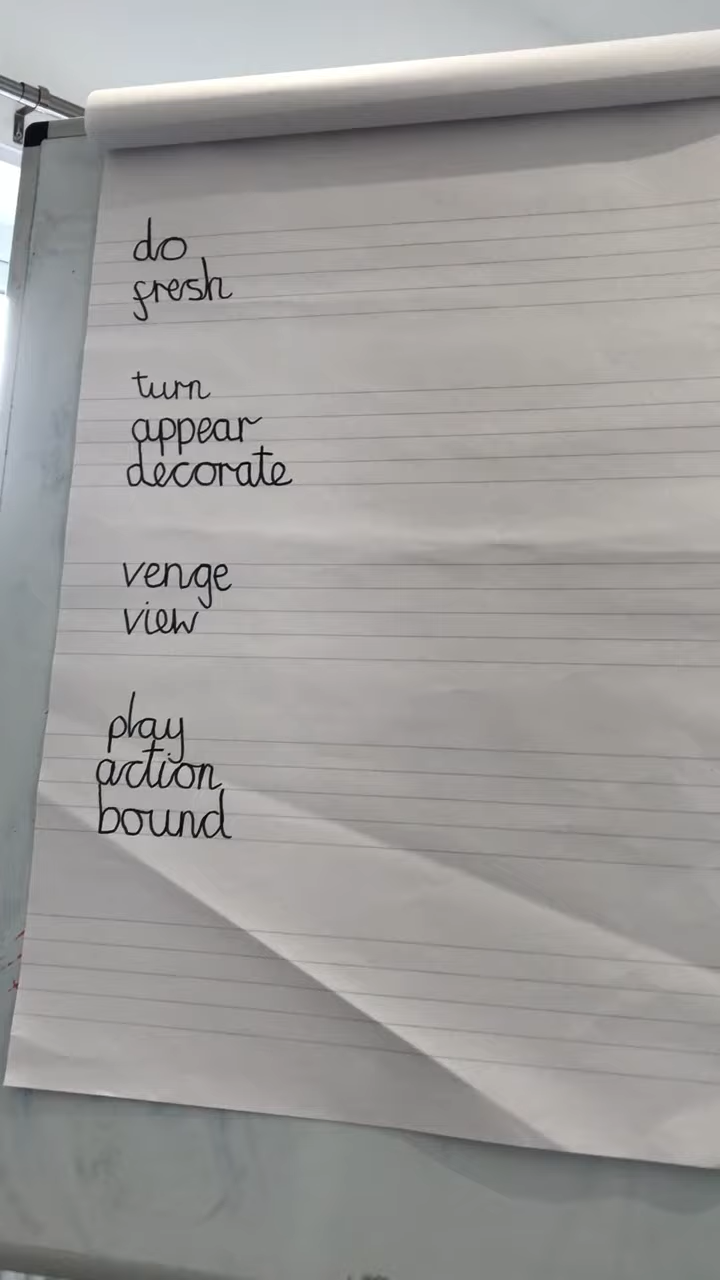 do
fresh
turn
appear
decorate
venge
view
play
action
bound